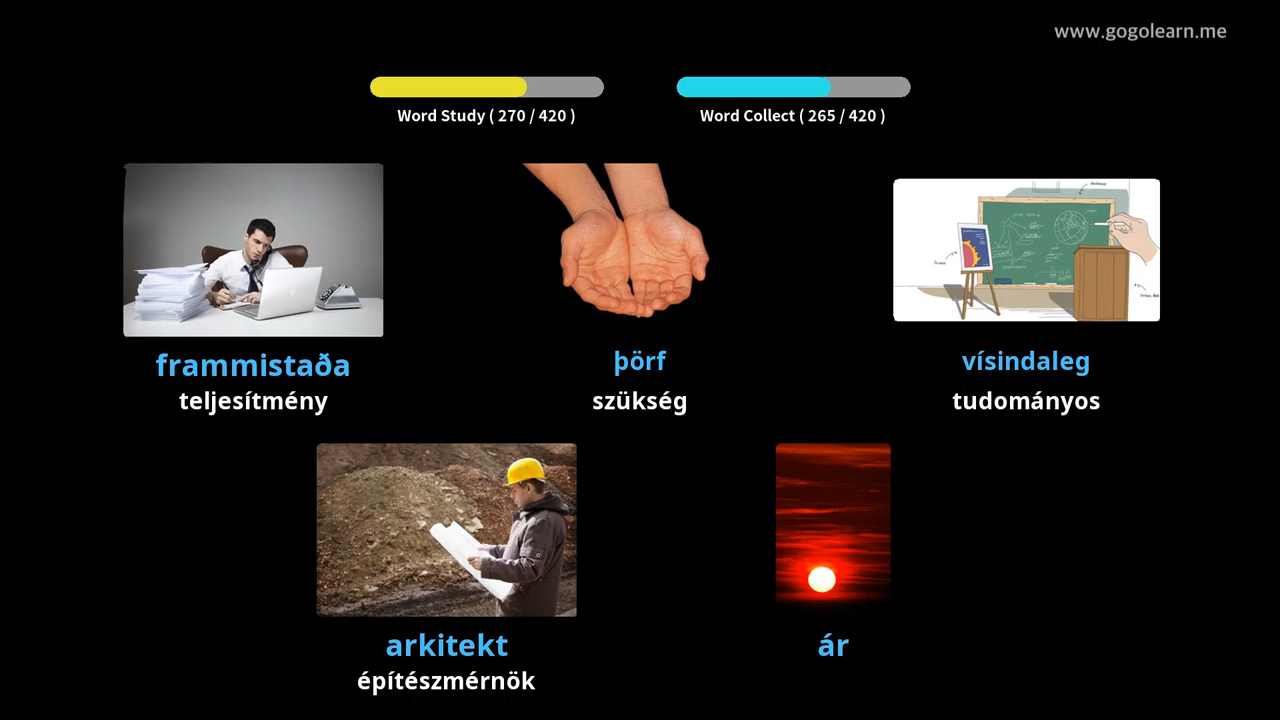 www.gogolearn.me
Word Study ( 270 / 420 )
Word Collect ( 265 / 420 )
frammistaða
þörf
vísindaleg
teljesítmény
szükség
tudományos
arkitekt
ár
építészmérnök